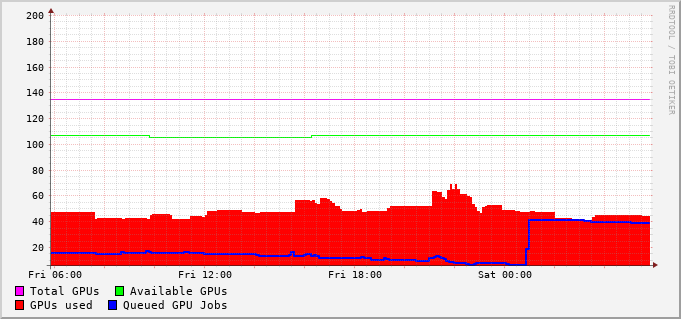 200
180
160
140
120
100
80
60
40
20
Fri 06:00 Fri 12:00 Fri 18:00 Sat 00:00
Total GPUs Available GPUs
GPUs used Queued GPU Jobs
RRDTOOL / TOBI OETIKER